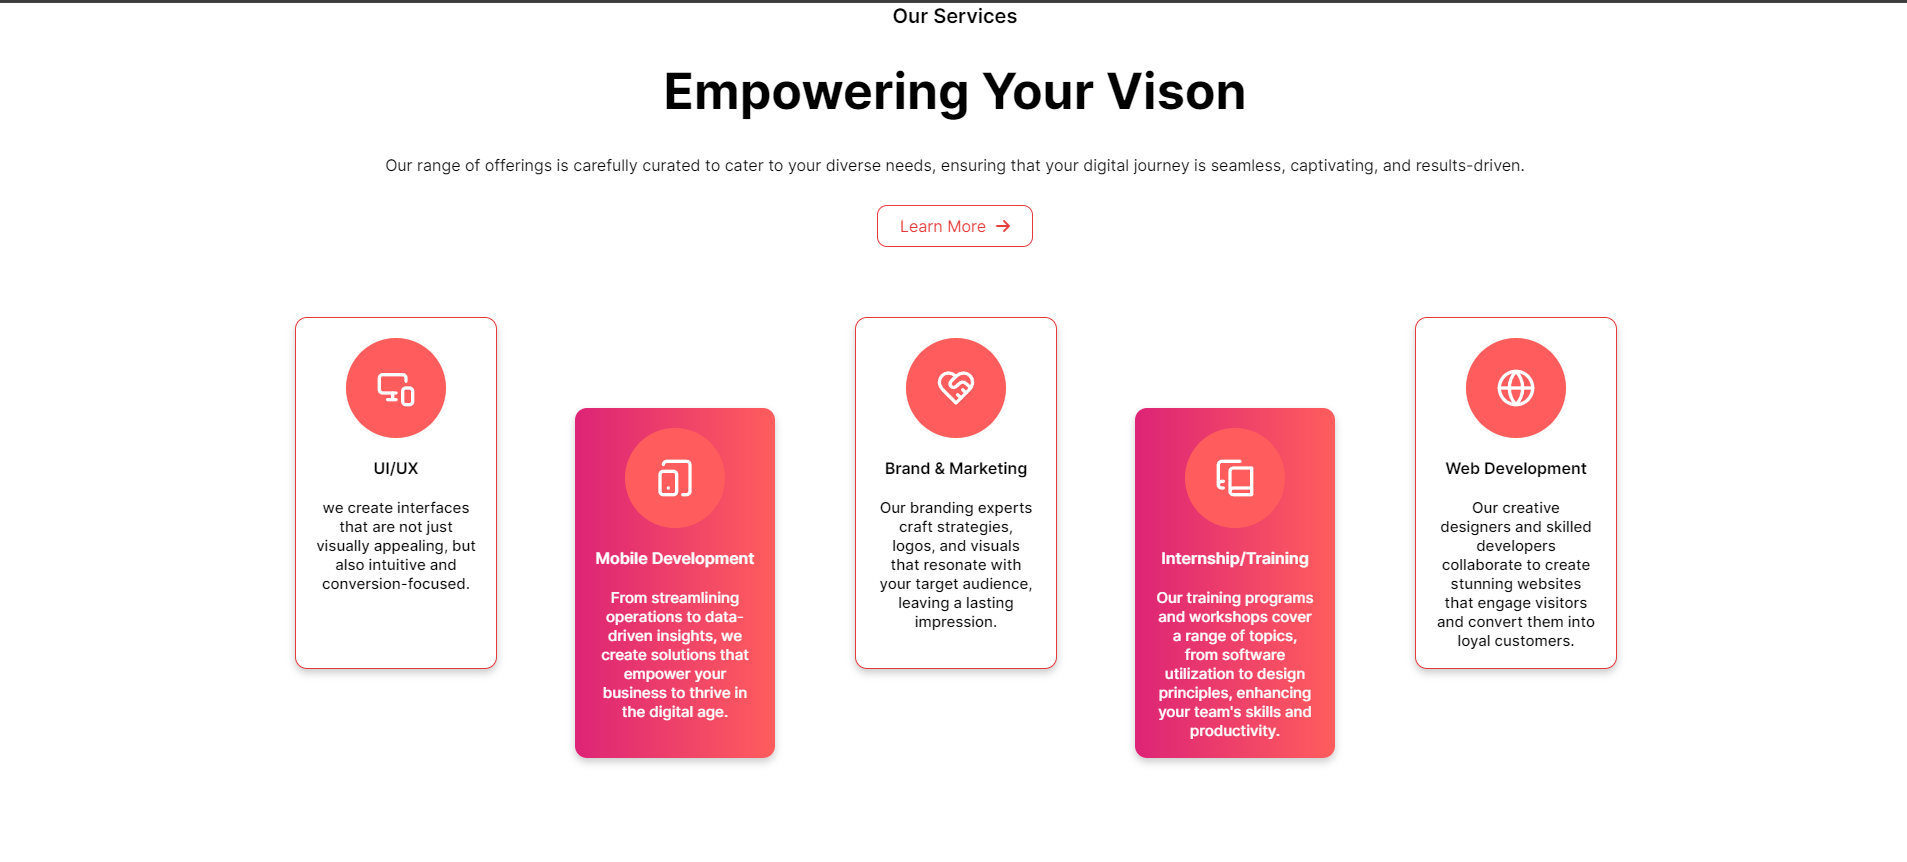 Our Services
Empowering Your Vison
Our range of offerings is carefully curated to cater to your diverse needs, ensuring that your digital journey is seamless, captivating, and results-driven.
Learn More
UI/UX
we create interfaces
that are not just
visually appealing, but
also intuitive and
conversion-focused.
Mobile Development
From streamlining
operations to data-
driven insights, we
create solutions that
empower your
business to thrive in
the digital age.
Brand & Marketing
Our branding experts
craft strategies,
logos, and visuals
that resonate with
your target audience,
leaving a lasting
impression.
Internship/Training
Our training programs
and workshops cover
a range of topics,
from software
utilization to design
principles, enhancing
your team's skills and
productivity.
Web Development
Our creative
designers and skilled
developers
collaborate to create
stunning websites
that engage visitors
and convert them into
loyal customers.